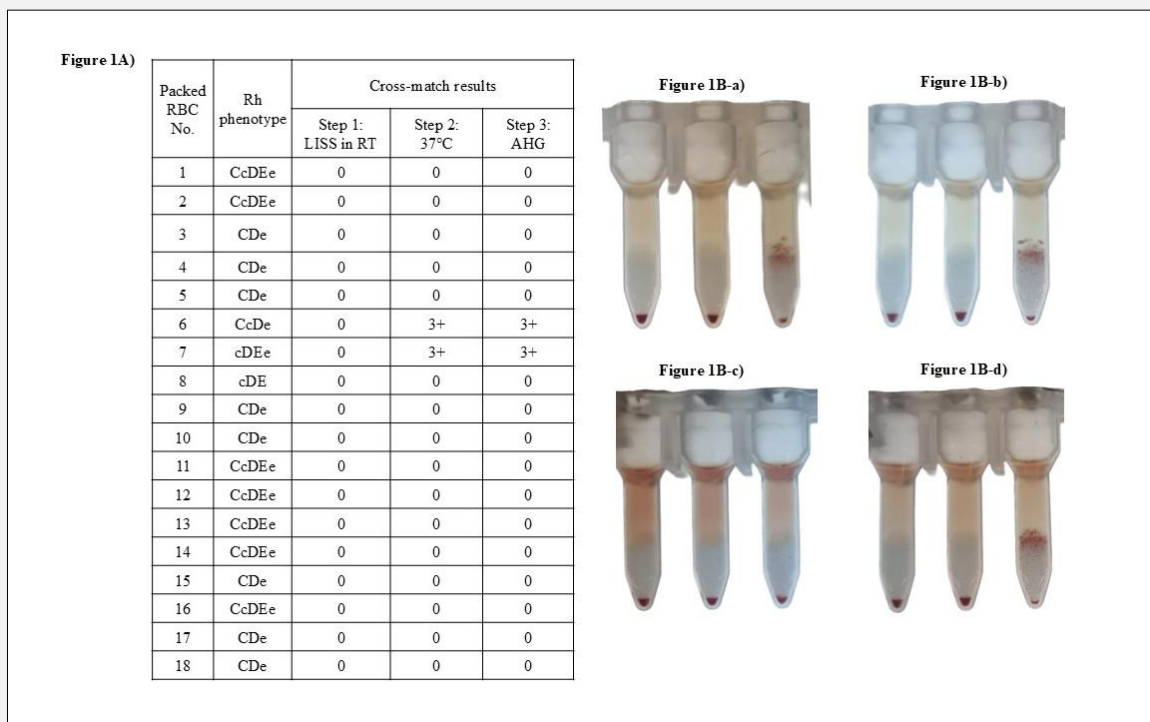 Figure 1A)
Packed RBC No. Rh phenotype Cross-match results
Step 1: LISS in RT Step 2: 37℃ Step 3: AHG
1 CcDEe 0 0 0
2 CcDEe 0 0 0
3 CDe 0 0 0
4 CDe 0 0 0
5 CDe 0 0 0
6 CcDe 0 3+ 3+
7 cDEe 0 3+ 3+
8 cDE 0 0 0
9 CDe 0 0 0
10 CDe 0 0 0
11 CcDEe 0 0 0
12 CcDEe 0 0 0
13 CcDEe 0 0 0
14 CcDEe 0 0 0
15 CDe 0 0 0
16 CcDEe 0 0 0
17 CDe 0 0 0
18 CDe 0 0 0
Figure 1B-a)
Figure 1B-b)
Figure 1B-c)
Figure 1B-d)